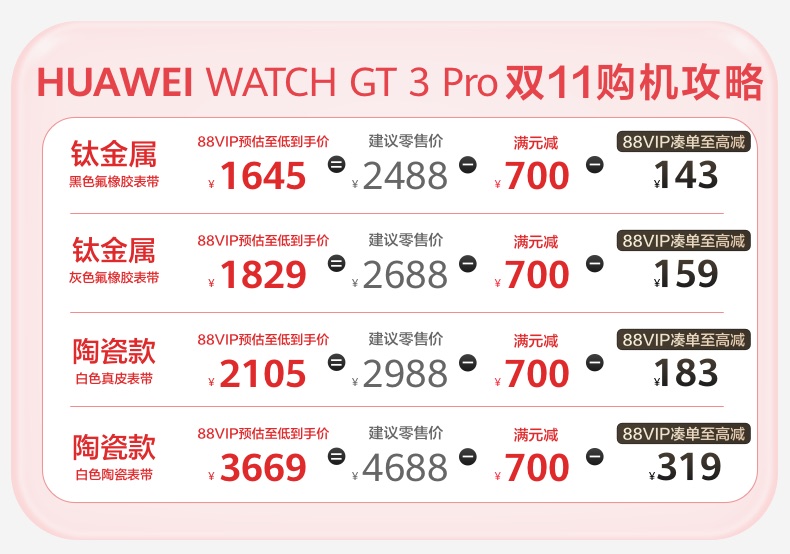 HUAWEI WATCH GT 3 Pro 双11购机攻略
钛金属
黑色氟橡胶表带
88VIP预估至低到手价 建议零售价 满元减 88VIP凑单至高减
¥1645 = ¥2488 - ¥700 - ¥143
钛金属
灰色氟橡胶表带
88VIP预估至低到手价 建议零售价 满元减 88VIP凑单至高减
¥1829 = ¥2688 - ¥700 - ¥159
陶瓷款
白色真皮表带
88VIP预估至低到手价 建议零售价 满元减 88VIP凑单至高减
¥2105 = ¥2988 - ¥700 - ¥183
陶瓷款
白色陶瓷表带
88VIP预估至低到手价 建议零售价 满元减 88VIP凑单至高减
¥3669 = ¥4688 - ¥700 - ¥319